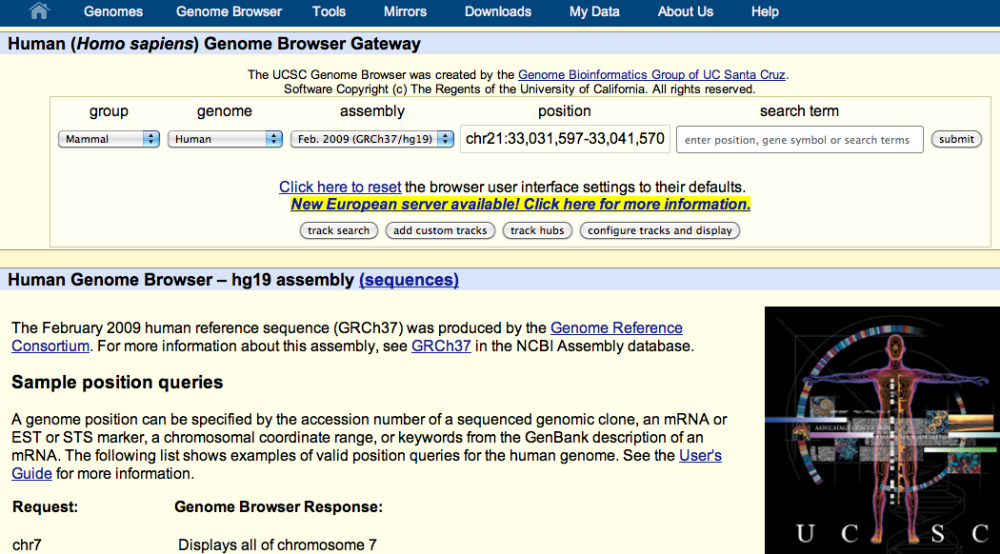 Genomes Genome Browser Tools Mirrors Downloads My Data About Us Help
Human (Homo sapiens) Genome Browser Gateway
The UCSC Genome Browser was created by the Genome Bioinformatics Group of UC Santa Cruz.
Software Copyright (c) The Regents of the University of California. All rights reserved.
group genome assembly position search term
Mammal Human Feb. 2009 (GRCh37/hg19) chr21:33,031,597-33,041,570 enter position, gene symbol or search terms submit
Click here to reset the browser user interface settings to their defaults.
New European server available! Click here for more information.
track search add custom tracks track hubs configure tracks and display
Human Genome Browser – hg19 assembly (sequences)
The February 2009 human reference sequence (GRCh37) was produced by the Genome Reference
Consortium. For more information about this assembly, see GRCh37 in the NCBI Assembly database.
Sample position queries
A genome position can be specified by the accession number of a sequenced genomic clone, an mRNA or
EST or STS marker, a chromosomal coordinate range, or keywords from the GenBank description of an
mRNA. The following list shows examples of valid position queries for the human genome. See the User's
Guide for more information.
Request: Genome Browser Response:
chr7 Displays all of chromosome 7
U C S C